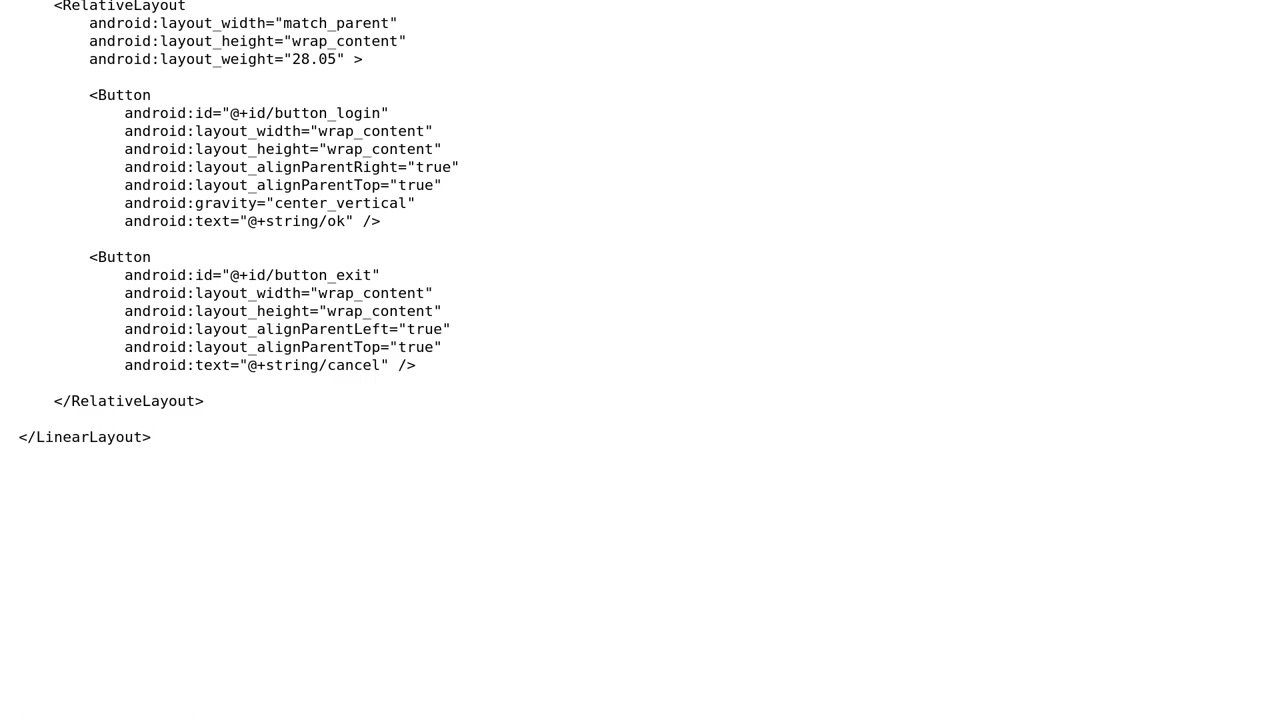 <RelativeLayout
android:layout_width="match_parent"
android:layout_height="wrap_content"
android:layout_weight="28.05" >
<Button
android:id="@+id/button_login"
android:layout_width="wrap_content"
android:layout_height="wrap_content"
android:layout_alignParentRight="true"
android:layout_alignParentTop="true"
android:gravity="center_vertical"
android:text="@+string/ok" />
<Button
android:id="@+id/button_exit"
android:layout_width="wrap_content"
android:layout_height="wrap_content"
android:layout_alignParentLeft="true"
android:layout_alignParentTop="true"
android:text="@+string/cancel" />
</RelativeLayout>
</LinearLayout>